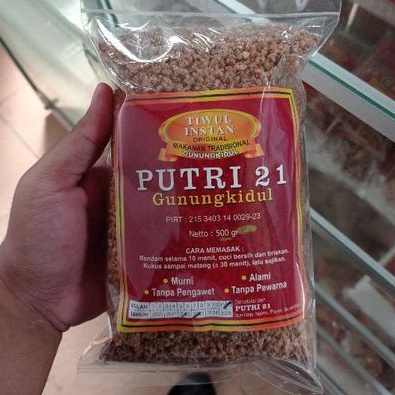 TIWUL
INSTAN
ORIGINAL
MAKANAN TRADISIONAL
GUNUNGKIDUL
PUTRI 21
Gunungkidul
PIRT : 215 3403 14 0029-23
Netto : 500 gr
CARA MEMASAK :
Rendam selama 10 menit, cuci bersih dan tiriskan.
Kukus sampai matang (± 30 menit), lalu sajikan.
• Murni • Alami
• Tanpa Pengawet • Tanpa Pewarna
BULAN
TAHUN
PUTRI 21